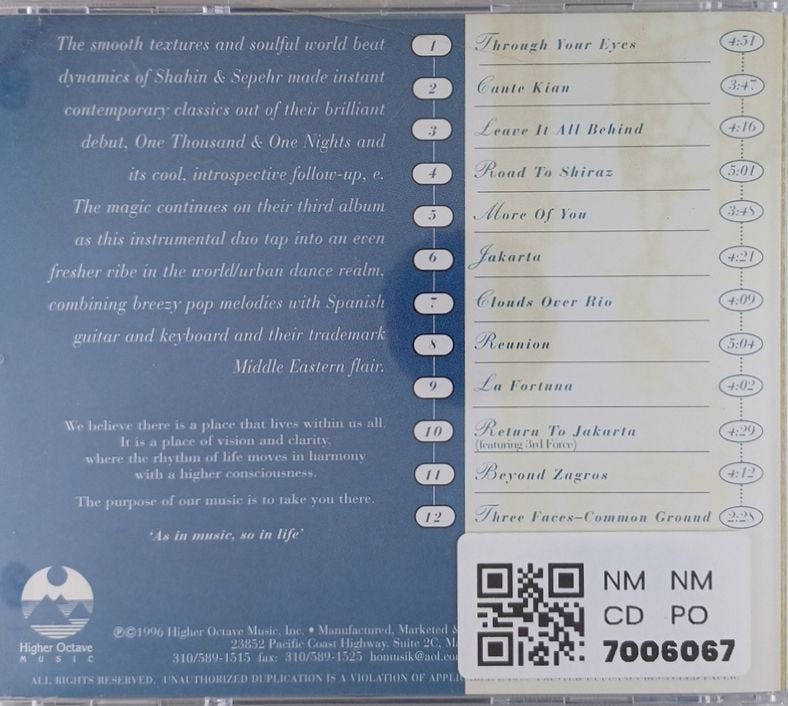 The smooth textures and soulful world beat
dynamics of Shahin & Sepehr made instant
contemporary classics out of their brilliant
debut, One Thousand & One Nights and
its cool, introspective follow-up, e.
The magic continues on their third album
as this instrumental duo tap into an even
fresher vibe in the world/urban dance realm,
combining breezy pop melodies with Spanish
guitar and keyboard and their trademark
Middle Eastern flair.
We believe there is a place that lives within us all.
It is a place of vision and clarity,
where the rhythm of life moves in harmony
with a higher consciousness.
The purpose of our music is to take you there.
'As in music, so in life'
Higher Octave
MUSIC
℗©1996 Higher Octave Music, Inc. • Manufactured, Marketed &
23852 Pacific Coast Highway, Suite 2C, Ma
310/589-1515 fax: 310/589-1525 homusik@aol.co
ALL RIGHTS RESERVED. UNAUTHORIZED DUPLICATION IS A VIOLATION OF
1 Through Your Eyes 4:51
2 Cante Kian 3:47
3 Leave It All Behind 4:16
4 Road To Shiraz 5:01
5 More Of You 3:48
6 Jakarta 4:21
7 Clouds Over Rio 4:09
8 Reunion 5:04
9 La Fortuna 4:02
10 Return To Jakarta 4:29
(featuring 3rd Force)
11 Beyond Zagros 4:12
12 Three Faces–Common Ground 2:28
NM NM
CD PO
7006067